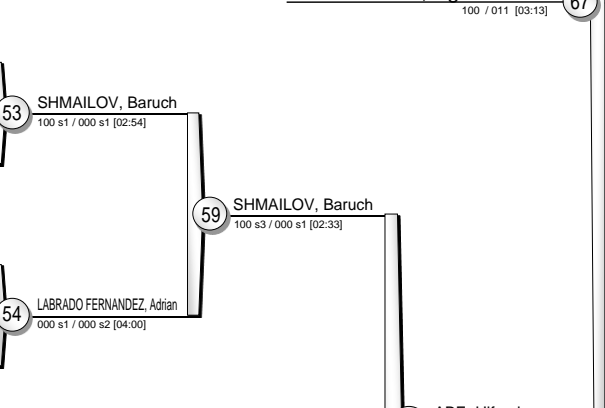 100 / 011 [03:13]
67
53
SHMAILOV, Baruch
100 s1 / 000 s1 [02:54]
59
SHMAILOV, Baruch
100 s3 / 000 s1 [02:33]
54
LABRADO FERNANDEZ, Adrian
000 s1 / 000 s2 [04:00]